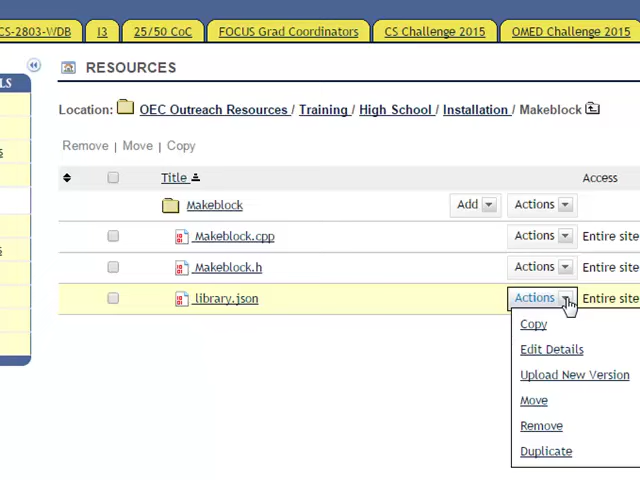 CS-2803-WDB I3 25/50 CoC FOCUS Grad Coordinators CS Challenge 2015 OMED Challenge 2015
LS
RESOURCES
Location: OEC Outreach Resources / Training / High School / Installation / Makeblock
Remove | Move | Copy
Title Access
Makeblock Add Actions
Makeblock.cpp Actions Entire site
Makeblock.h Actions Entire site
library.json Actions Entire site
Copy
Edit Details
Upload New Version
Move
Remove
Duplicate